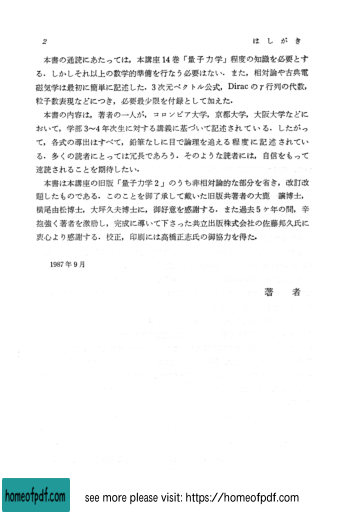 2 はしがき
本書の通読にあたっては，本講座14巻「量子力学」程度の知識を必要とす
る．しかしそれ以上の数学的準備を行なう必要はない．また，相対論や古典電
磁気学は最初に簡単に記述した．3次元ベクトル公式，Diracのγ行列の代数，
粒子数表現などにつき，必要最少限を付録として加えた．
本書の内容は，著者の一人が，コロンビア大学，京都大学，大阪大学などに
おいて，学部3~4年次生に対する講義に基づいて記述されている．したがっ
て，各式の導出はすべて，鉛筆なしに目で論理を追える程度に記述されてい
る．多くの読者にとっては冗長であろう．そのような読者には，自信をもって
速読されることを期待したい．
本書は本講座の旧版「量子力学2」のうち非相対論的な部分を省き，改訂改
題したものである．このことを御了承して戴いた旧版共著者の大鹿 譲博士，
横尾由松博士，大坪久夫博士に，御好意を感謝する．また過去5ヶ年の間，辛
抱強く著者を激励し，完成に導いて下さった共立出版株式会社の佐藤邦久氏に
衷心より感謝する．校正，印刷には高橋正志氏の御協力を得た．
1987年9月
著者
homeofpdf.com see more please visit: https://homeofpdf.com